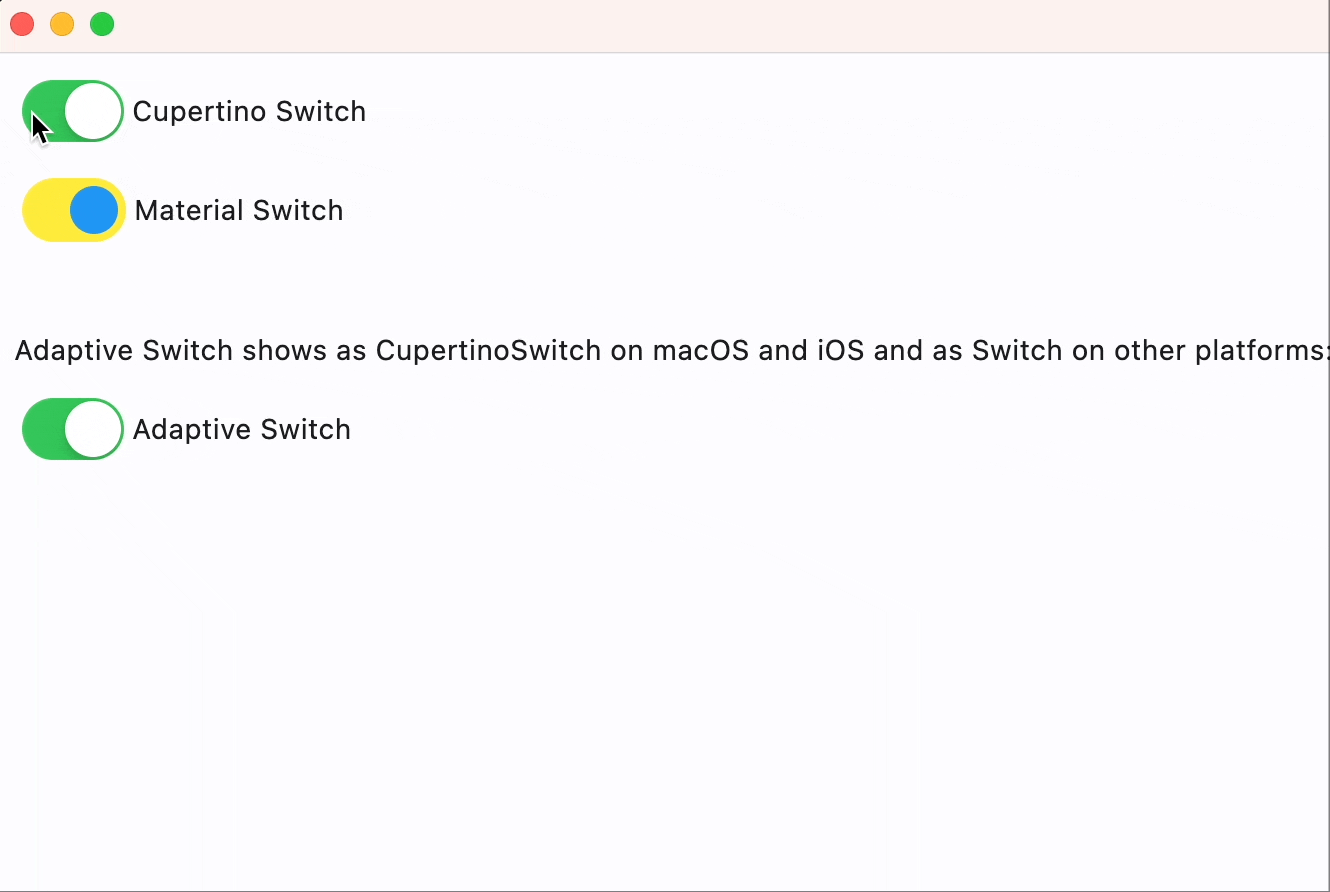 Cupertino Switch
Material Switch
Adaptive Switch shows as CupertinoSwitch on macOS and iOS and as Switch on other platforms:
Adaptive Switch